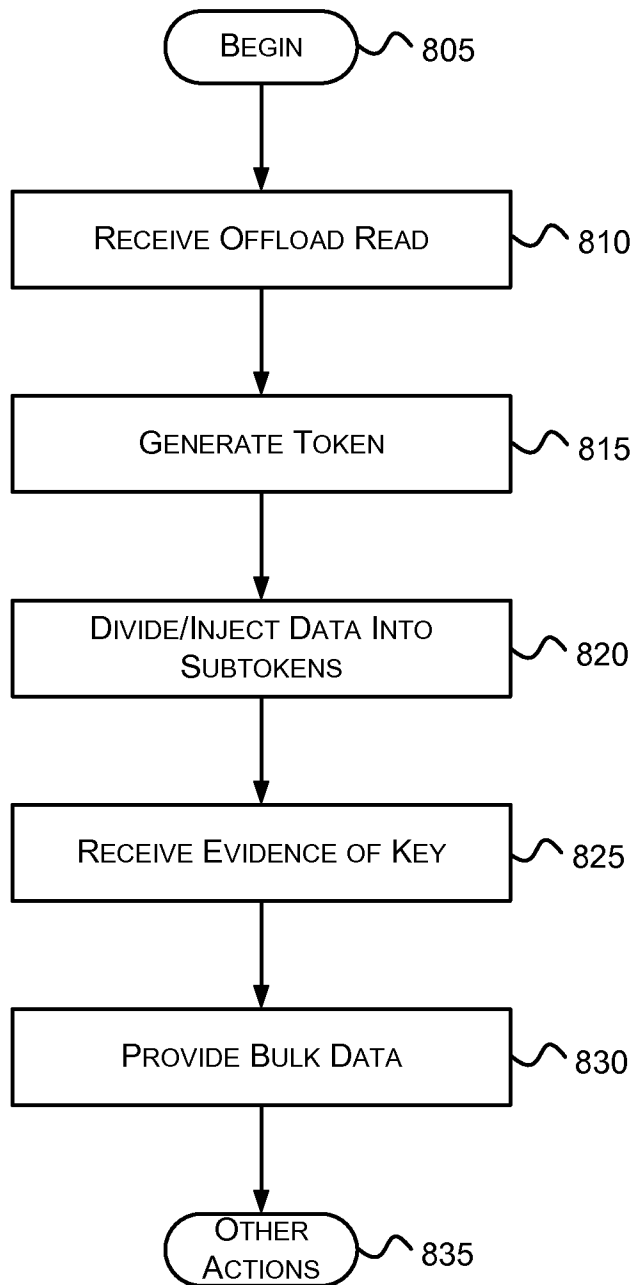 BEGIN
805
RECEIVE OFFLOAD READ
810
GENERATE TOKEN
815
DIVIDE/INJECT DATA INTO
SUBTOKENS
820
RECEIVE EVIDENCE OF KEY
825
PROVIDE BULK DATA
830
OTHER
ACTIONS
835